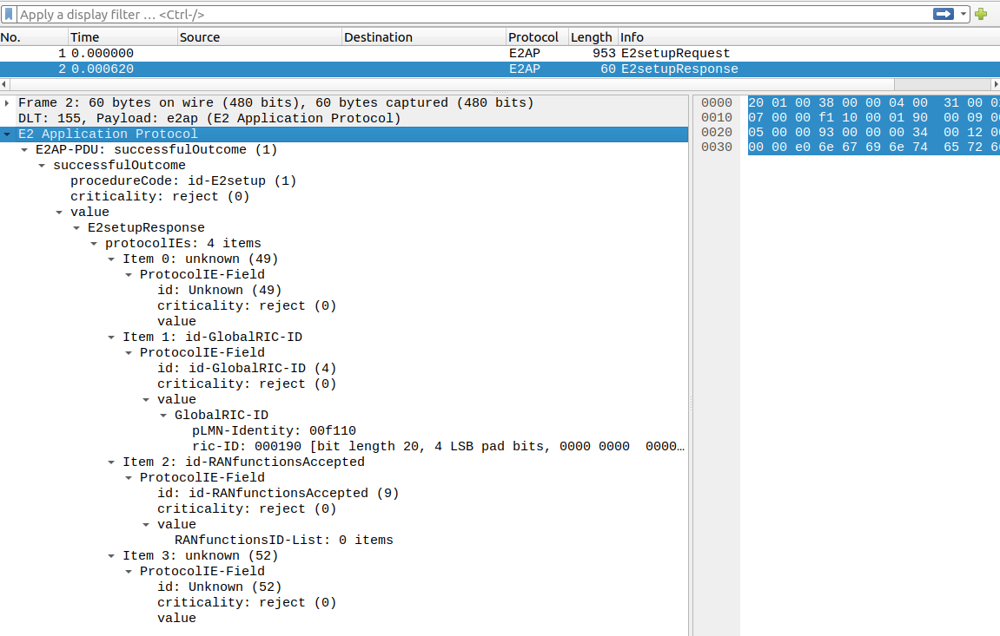 Apply a display filter … <Ctrl-/>
No. Time Source Destination Protocol Length Info
1 0.000000 E2AP 953 E2setupRequest
2 0.000620 E2AP 60 E2setupResponse
Frame 2: 60 bytes on wire (480 bits), 60 bytes captured (480 bits)
DLT: 155, Payload: e2ap (E2 Application Protocol)
E2 Application Protocol
E2AP-PDU: successfulOutcome (1)
successfulOutcome
procedureCode: id-E2setup (1)
criticality: reject (0)
value
E2setupResponse
protocolIEs: 4 items
Item 0: unknown (49)
ProtocolIE-Field
id: Unknown (49)
criticality: reject (0)
value
Item 1: id-GlobalRIC-ID
ProtocolIE-Field
id: id-GlobalRIC-ID (4)
criticality: reject (0)
value
GlobalRIC-ID
pLMN-Identity: 00f110
ric-ID: 000190 [bit length 20, 4 LSB pad bits, 0000 0000  0000…
Item 2: id-RANfunctionsAccepted
ProtocolIE-Field
id: id-RANfunctionsAccepted (9)
criticality: reject (0)
value
RANfunctionsID-List: 0 items
Item 3: unknown (52)
ProtocolIE-Field
id: Unknown (52)
criticality: reject (0)
value
0000 20 01 00 38 00 00 04 00 31 00
0010 07 00 00 f1 10 00 01 90 00 09
0020 05 00 00 93 00 00 00 34 00 12
0030 00 00 e0 6e 67 69 6e 74 65 72